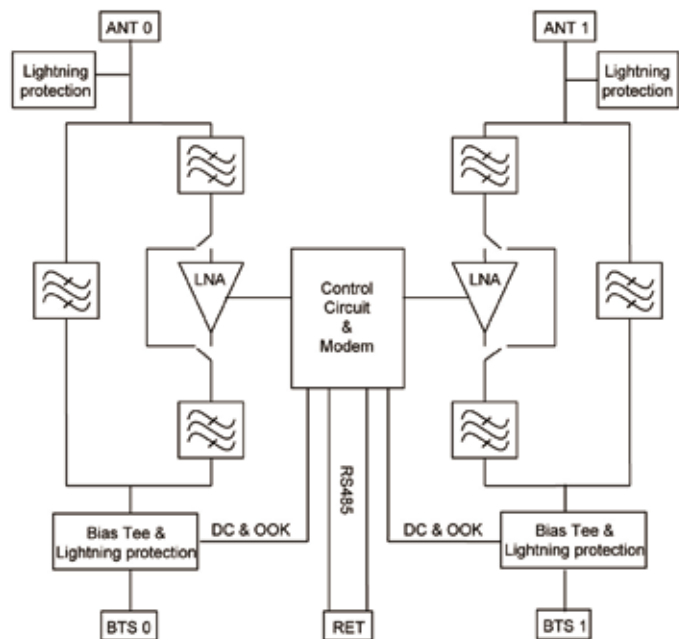 ANT 0
ANT 1
Lightning
protection
Lightning
protection
LNA
Control
Circuit
&
Modem
LNA
RS485
Bias Tee &
Lightning protection
DC & OOK
DC & OOK
Bias Tee &
Lightning protection
BTS 0
RET
BTS 1